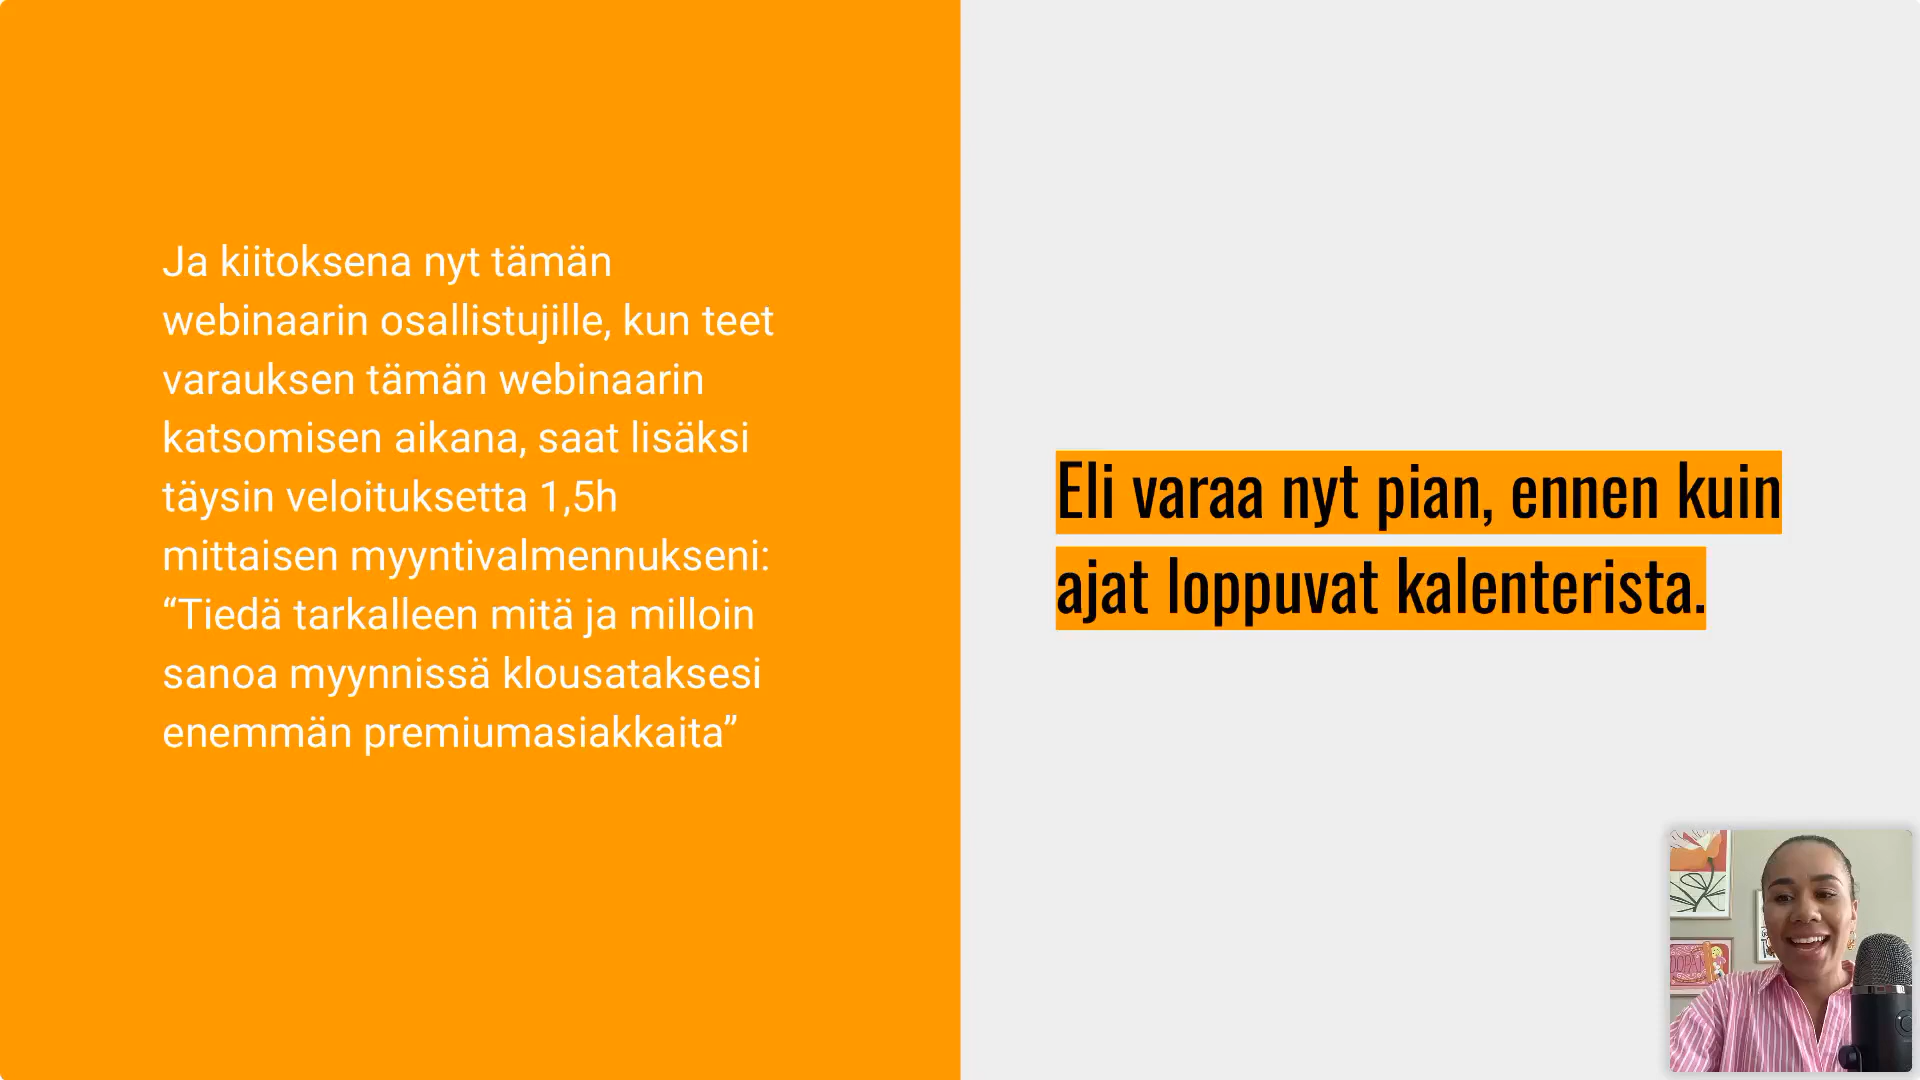 Ja kiitoksena nyt tämän
webinaarin osallistujille, kun teet
varauksen tämän webinaarin
katsomisen aikana, saat lisäksi
täysin veloituksetta 1,5h
mittaisen myyntivalmennukseni:
“Tiedä tarkalleen mitä ja milloin
sanoa myynnissä klousataksesi
enemmän premiumasiakkaita”
Eli varaa nyt pian, ennen kuin
ajat loppuvat kalenterista.